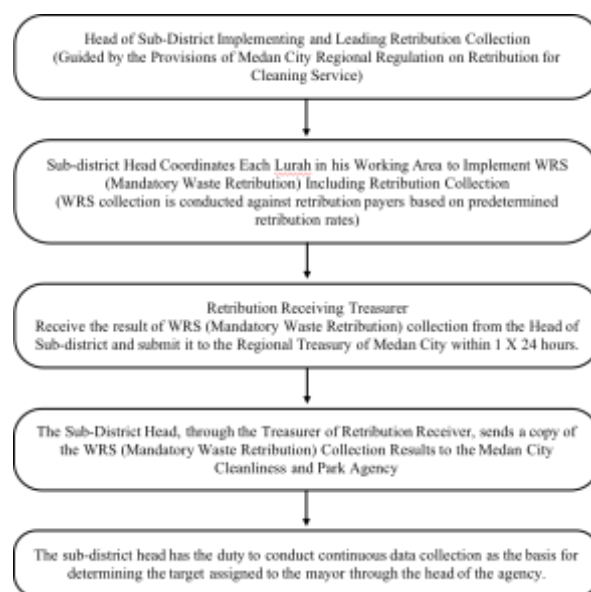 Head of Sub-District Implementing and Leading Retribution Collection
(Guided by the Provisions of Medan City Regional Regulation on Retribution for
Cleaning Service)
Sub-district Head Coordinates Each Lurah in his Working Area to Implement WRS
(Mandatory Waste Retribution) Including Retribution Collection
(WRS collection is conducted against retribution payers based on predetermined
retribution rates)
Retribution Receiving Treasurer
Receive the result of WRS (Mandatory Waste Retribution) collection from the Head of
Sub-district and submit it to the Regional Treasury of Medan City within 1 X 24 hours.
The Sub-District Head, through the Treasurer of Retribution Receiver, sends a copy of
the WRS (Mandatory Waste Retribution) Collection Results to the Medan City
Cleanliness and Park Agency
The sub-district head has the duty to conduct continuous data collection as the basis for
determining the target assigned to the mayor through the head of the agency.